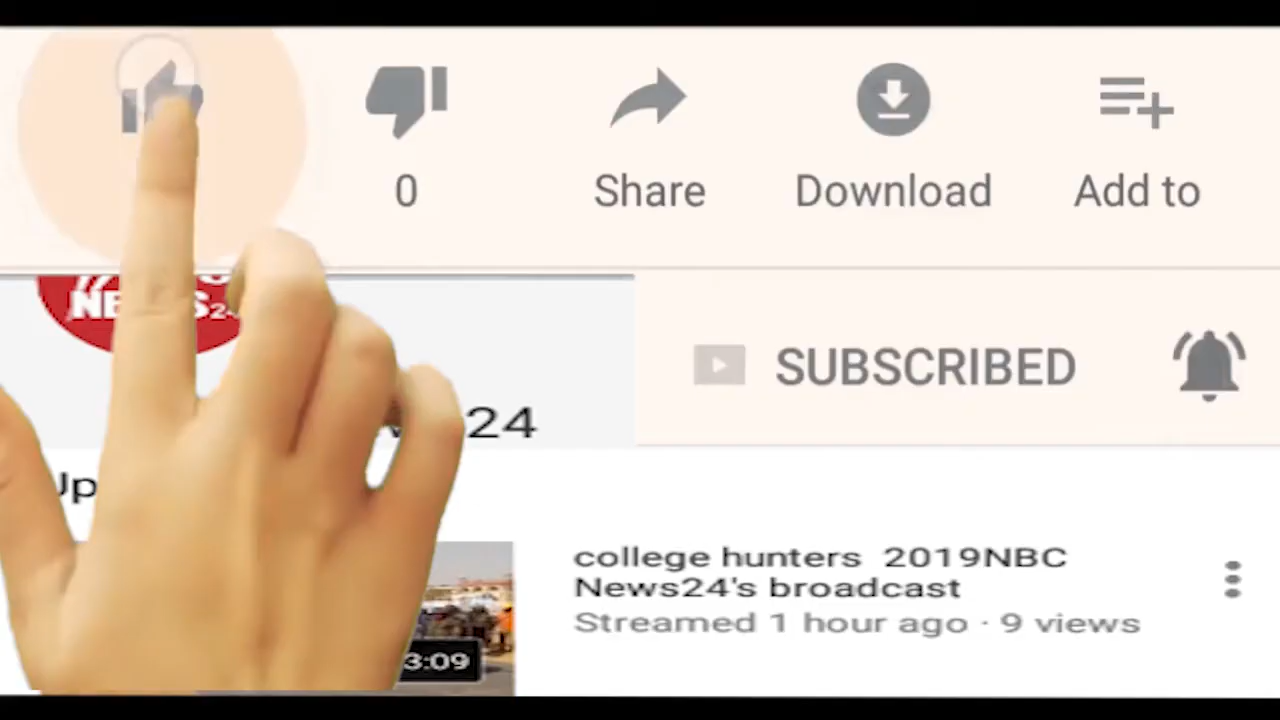 0
Share
Download
Add to
24
SUBSCRIBED
Up
college hunters 2019NBC
News24's broadcast
Streamed 1 hour ago · 9 views
3:09